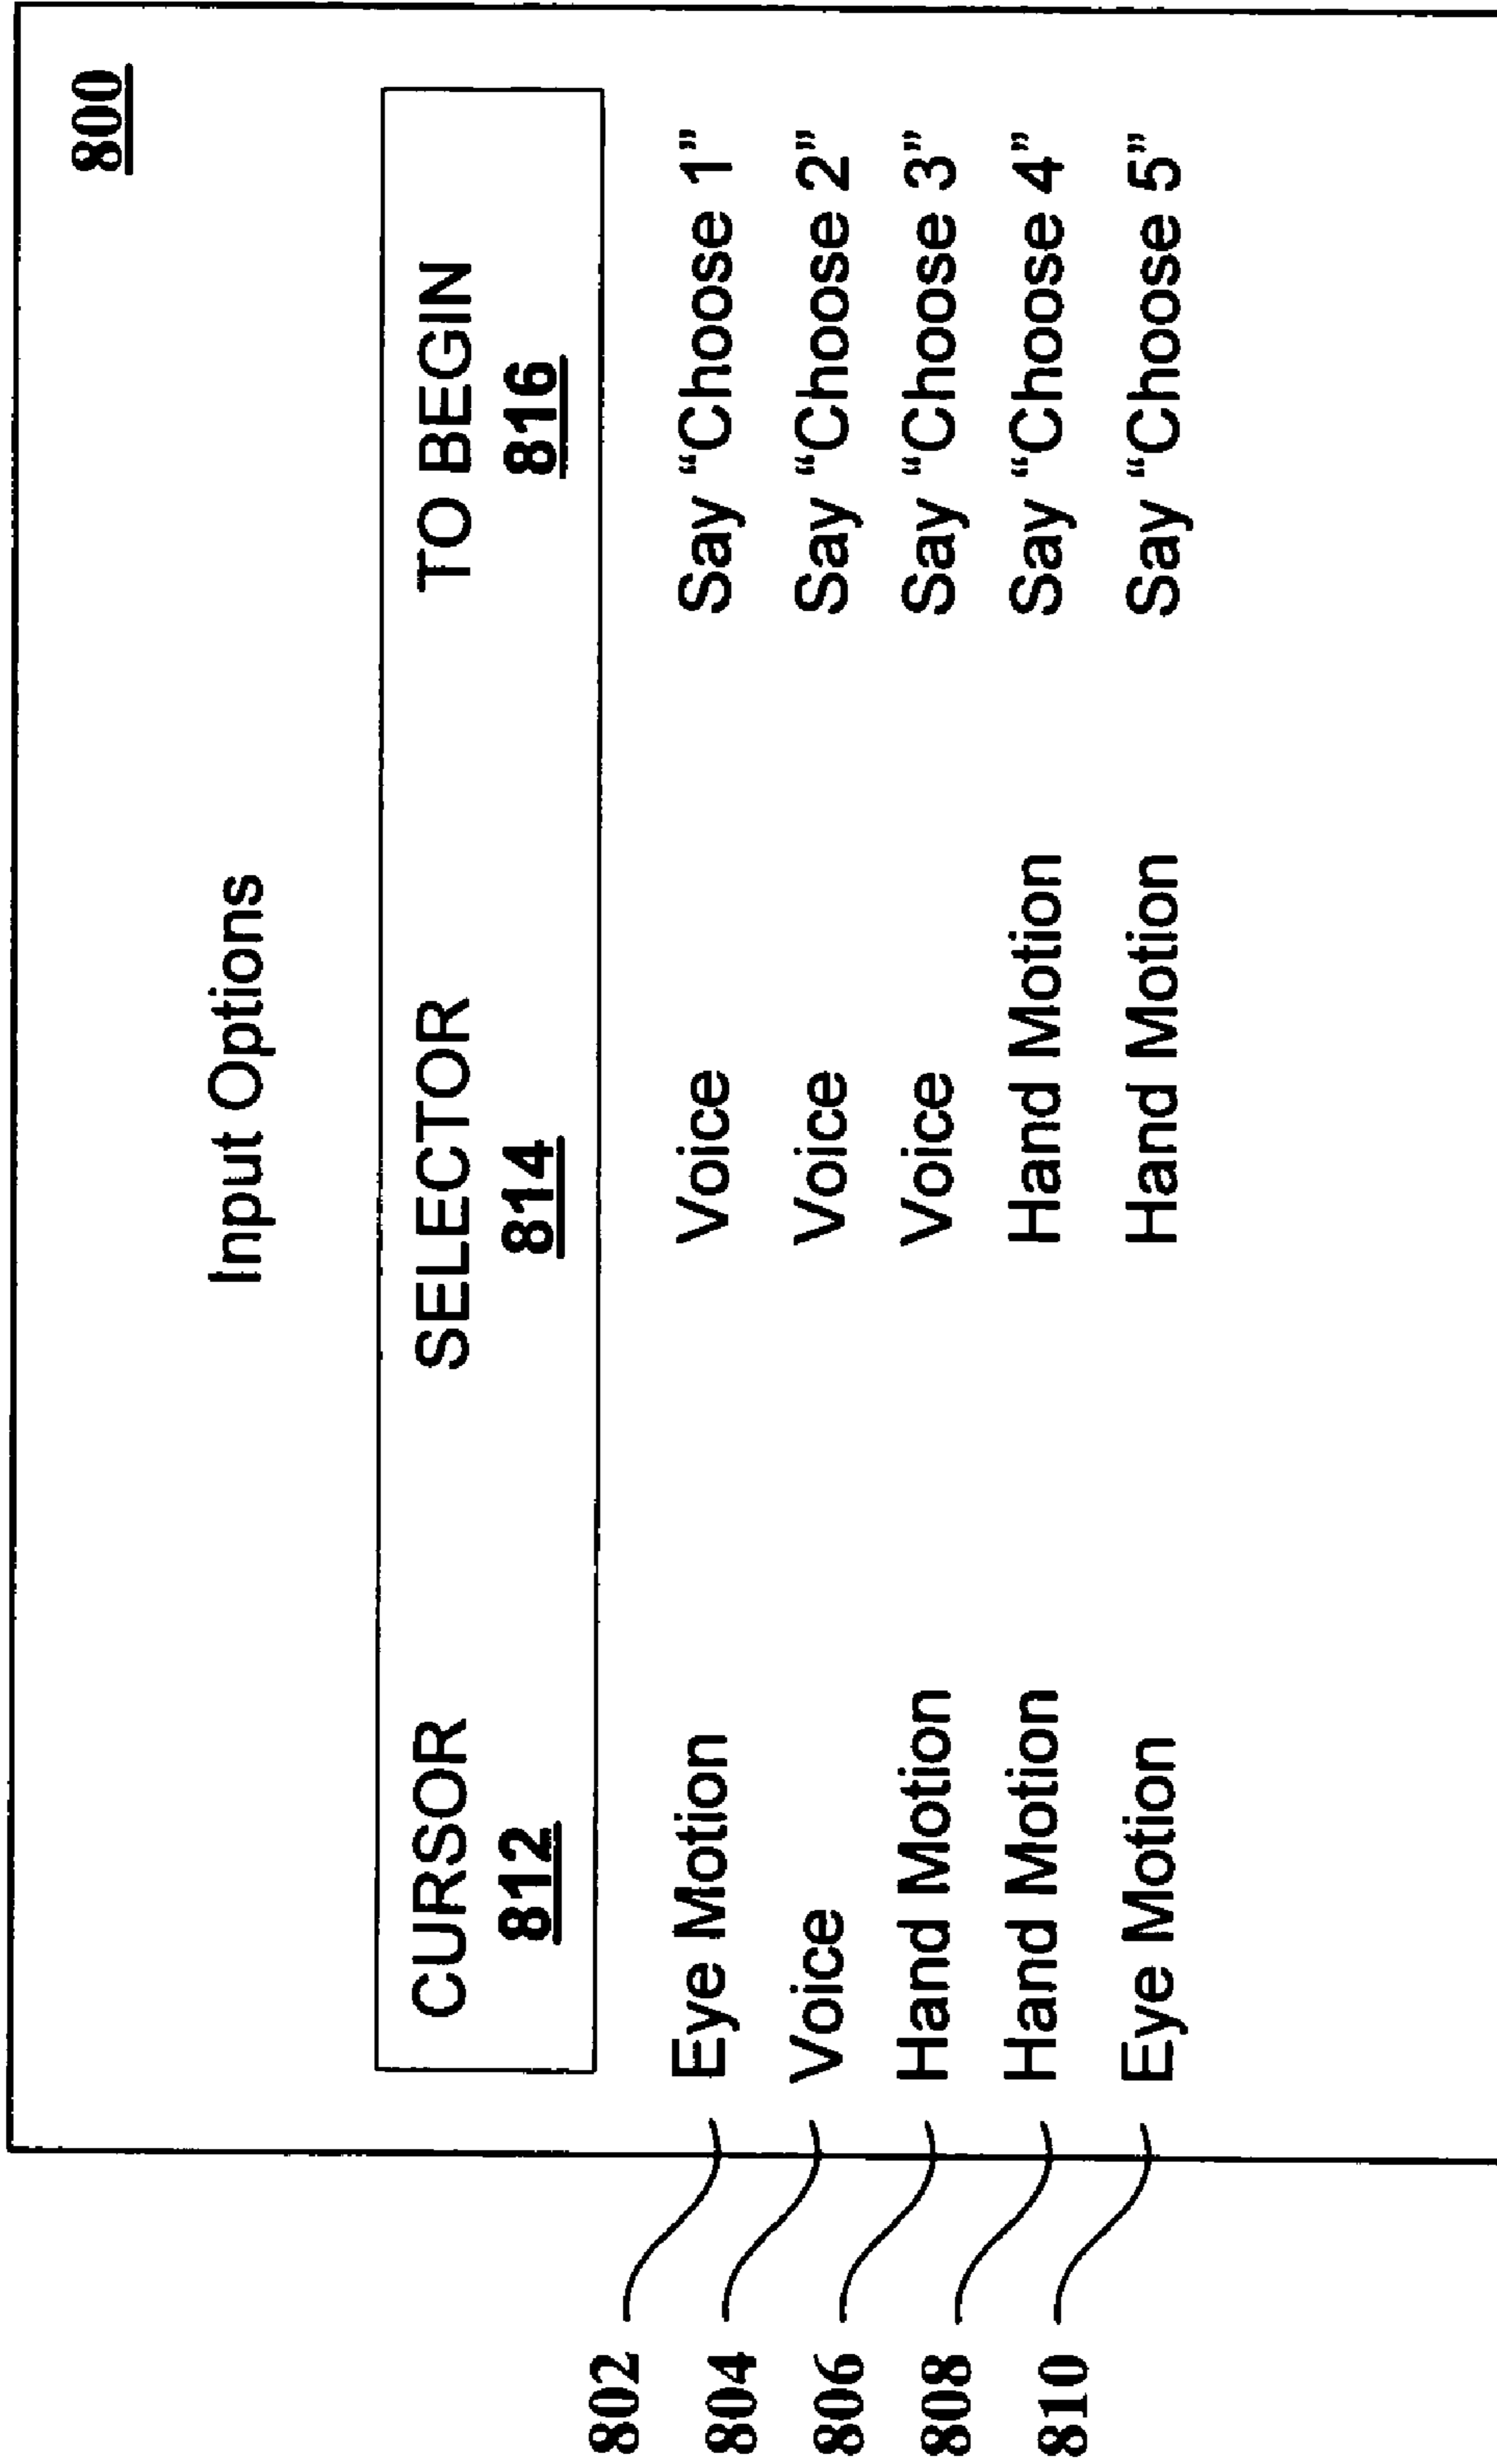 800
Input Options
CURSOR SELECTOR TO BEGIN
812 814 816
802 Eye Motion Voice Say “Choose 1”
804 Voice Voice Say “Choose 2”
806 Hand Motion Voice Say “Choose 3”
808 Hand Motion Hand Motion Say “Choose 4”
810 Eye Motion Hand Motion Say “Choose 5”